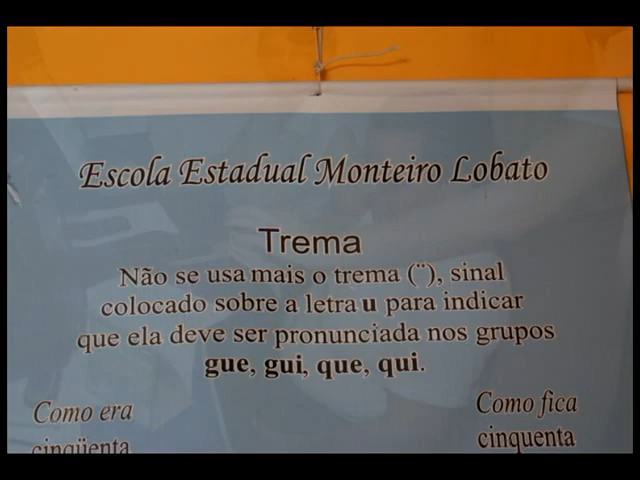 Escola Estadual Monteiro Lobato
Trema
Não se usa mais o trema (¨), sinal
colocado sobre a letra u para indicar
que ela deve ser pronunciada nos grupos
gue, gui, que, qui.
Como era
Como fica
cinqüenta
cinquenta